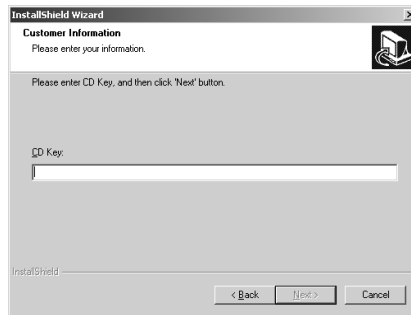 InstallShield Wizard
Customer Information
Please enter your information.
Please enter CD Key, and then click 'Next' button.
CD Key:
InstallShield
< Back Next > Cancel